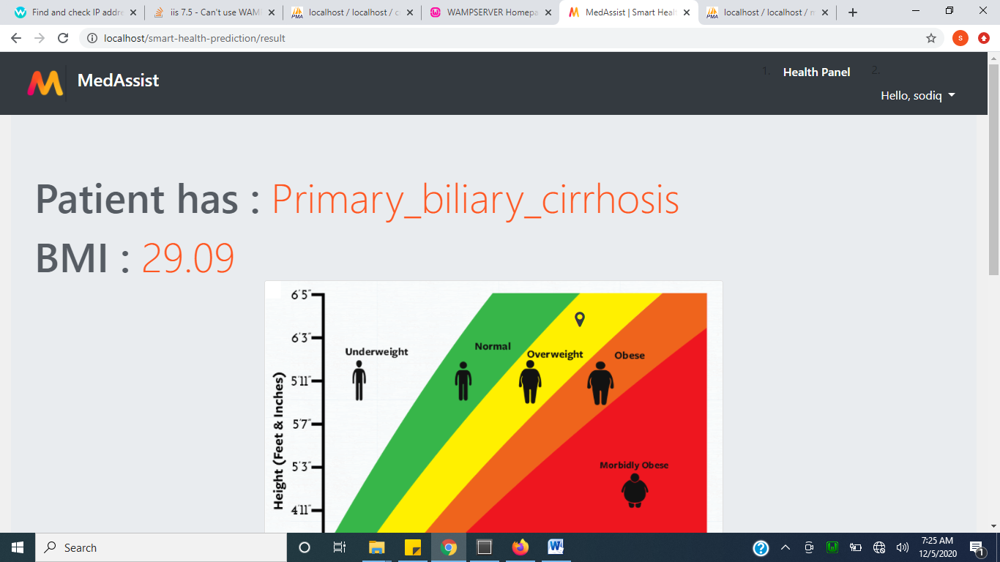 Find and check IP addre
iis 7.5 - Can't use WAM
localhost / localhost / c
WAMPSERVER Homepa
MedAssist | Smart Healt
localhost / localhost / m
localhost/smart-health-prediction/result
s
MedAssist
1. Health Panel 2.
Hello, sodiq
Patient has : Primary_biliary_cirrhosis
BMI : 29.09
6'5"
6'3"
5'11"
5'7"
5'3"
4'11"
Height (Feet & Inches)
Underweight
Normal
Overweight
Obese
Morbidly Obese
Search
7:25 AM
12/5/2020
1